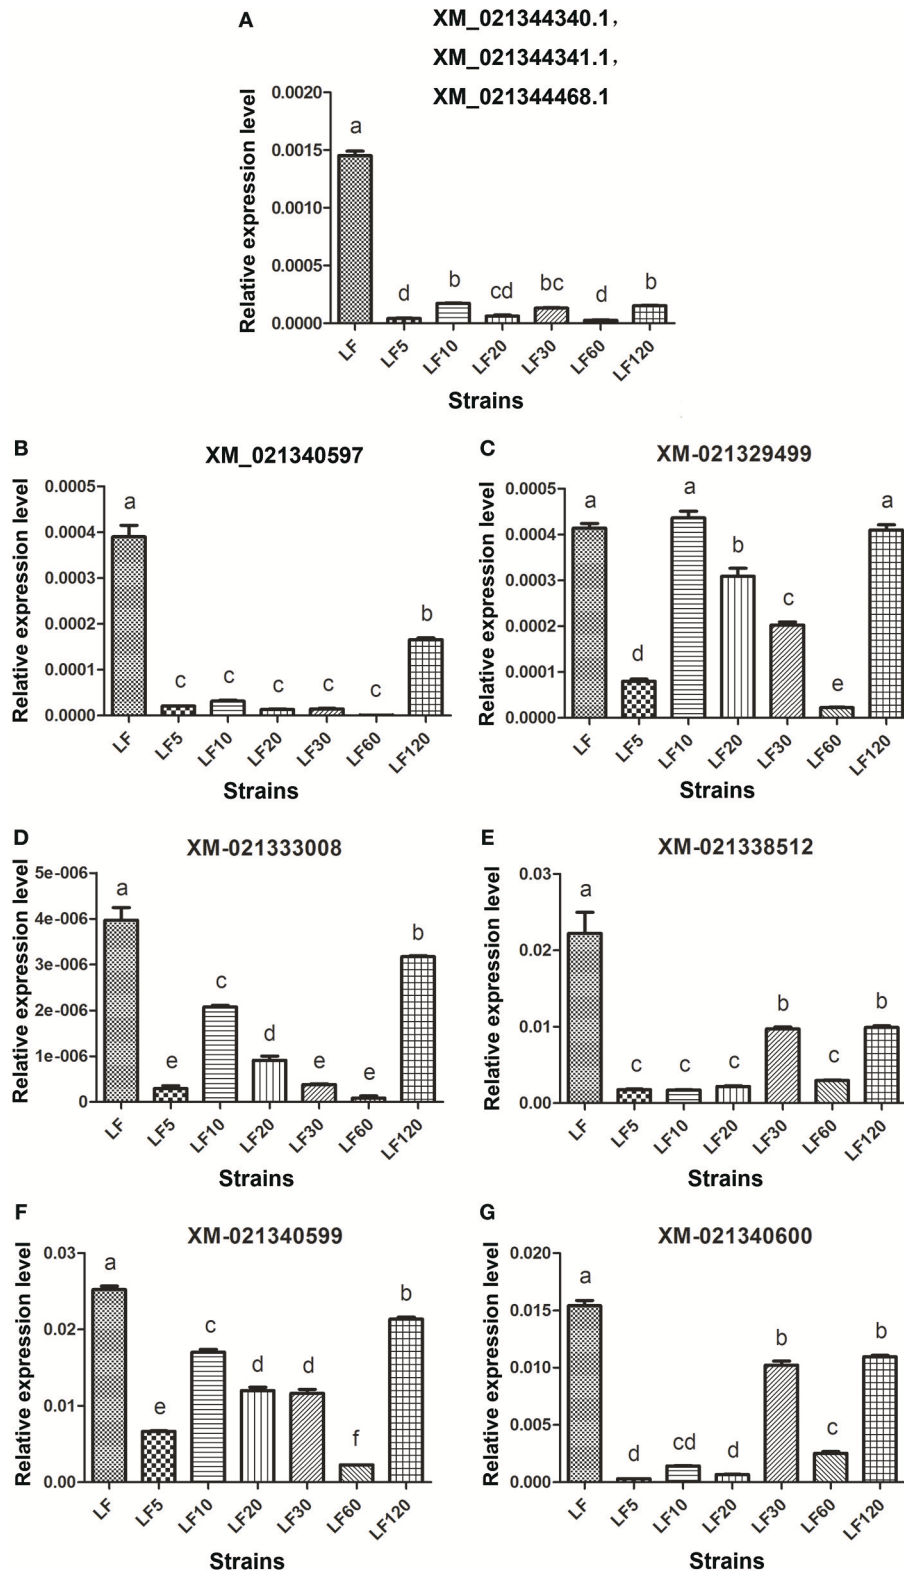 A
XM_021344340.1,
XM_021344341.1,
XM_021344468.1
Relative expression level
0.0020
0.0015
0.0010
0.0005
0.0000
a
d
b
cd
bc
d
b
LF
LF5
LF10
LF20
LF30
LF60
LF120
Strains
B
XM_021340597
Relative expression level
0.0005
0.0004
0.0003
0.0002
0.0001
0.0000
a
c
c
c
c
c
b
LF
LF5
LF10
LF20
LF30
LF60
LF120
Strains
C
XM-021329499
Relative expression level
0.0005
0.0004
0.0003
0.0002
0.0001
0.0000
a
d
a
b
c
e
a
LF
LF5
LF10
LF20
LF30
LF60
LF120
Strains
D
XM-021333008
Relative expression level
5e-006
4e-006
3e-006
2e-006
1e-006
0
a
e
c
d
e
e
b
LF
LF5
LF10
LF20
LF30
LF60
LF120
Strains
E
XM-021338512
Relative expression level
0.03
0.02
0.01
0.00
a
c
c
c
b
c
b
LF
LF5
LF10
LF20
LF30
LF60
LF120
Strains
F
XM-021340599
Relative expression level
0.03
0.02
0.01
0.00
a
e
c
d
d
f
b
LF
LF5
LF10
LF20
LF30
LF60
LF120
Strains
G
XM-021340600
Relative expression level
0.020
0.015
0.010
0.005
0.000
a
d
cd
d
b
c
b
LF
LF5
LF10
LF20
LF30
LF60
LF120
Strains